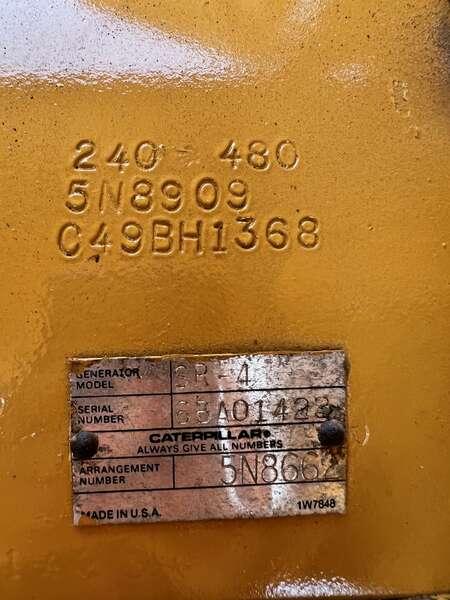 240 - 480
5N8909
C49BH1368
GENERATOR MODEL SR-4
SERIAL NUMBER
CATERPILLAR
ALWAYS GIVE ALL NUMBERS
ARRANGEMENT NUMBER 5N8662
MADE IN U.S.A. 1W7848